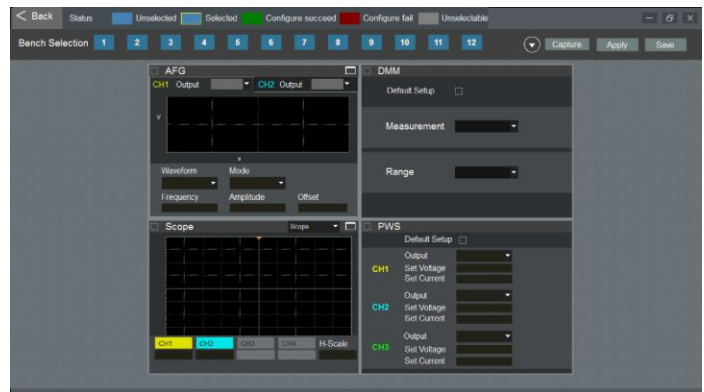 < Back Status Unselected Selected Configure succeed Configure fail Unselectable
Bench Selection 1 2 3 4 5 6 7 8 9 10 11 12 Capture Apply Save
AFG
CH1 Output CH2 Output
V
s
Waveform Mode
Frequency Amplitude Offset
DMM
Default Setup
Measurement
Range
Scope Scope
CH1 CH2 CH3 CH4 H-Scale
PWS
Default Setup
Output
CH1 Set Voltage
Set Current
Output
CH2 Set Voltage
Set Current
Output
CH3 Set Voltage
Set Current